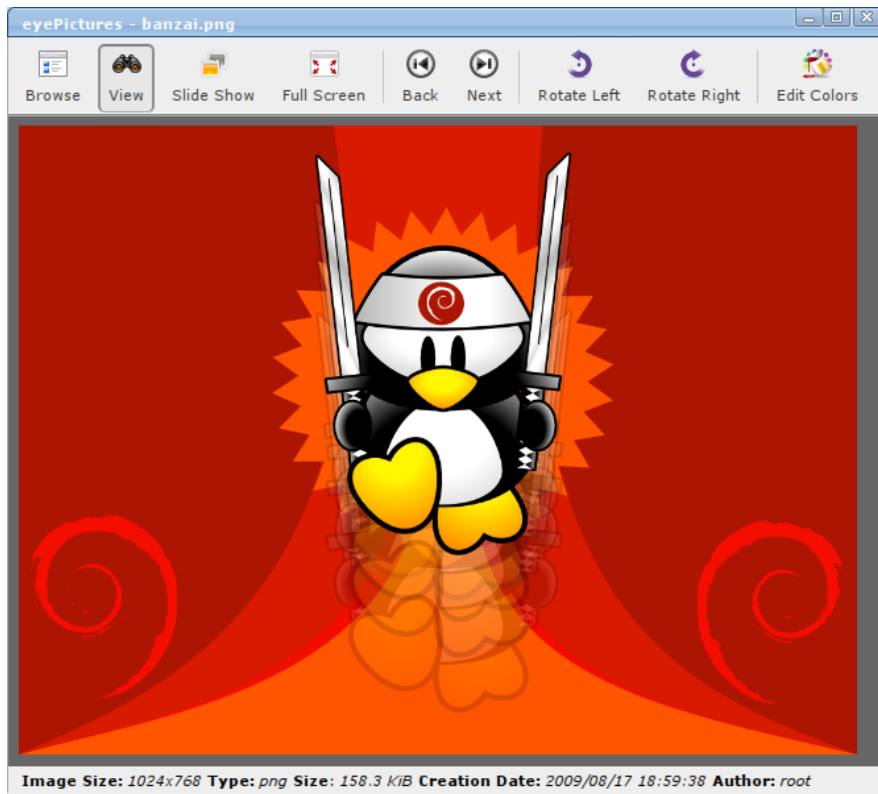 eyePictures - banzai.png
Browse View Slide Show Full Screen Back Next Rotate Left Rotate Right Edit Colors
Image Size: 1024x768 Type: png Size: 158.3 KiB Creation Date: 2009/08/17 18:59:38 Author: root